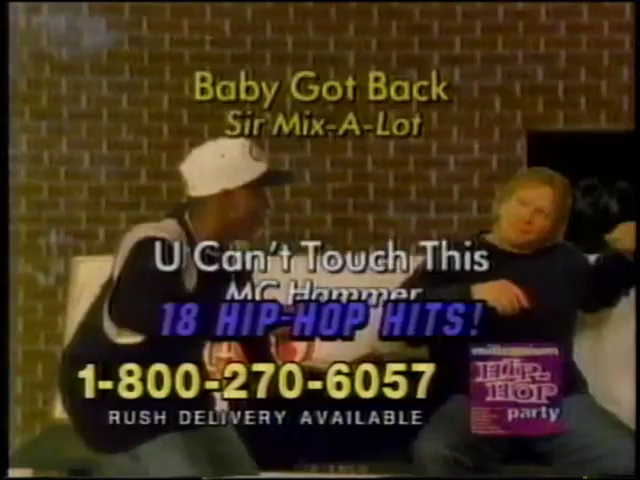 Baby Got Back
Sir Mix-A-Lot
U Can't Touch This
MC Hammer
18 HIP-HOP HITS!
1-800-270-6057
RUSH DELIVERY AVAILABLE
millennium
HIP-
HOP
party